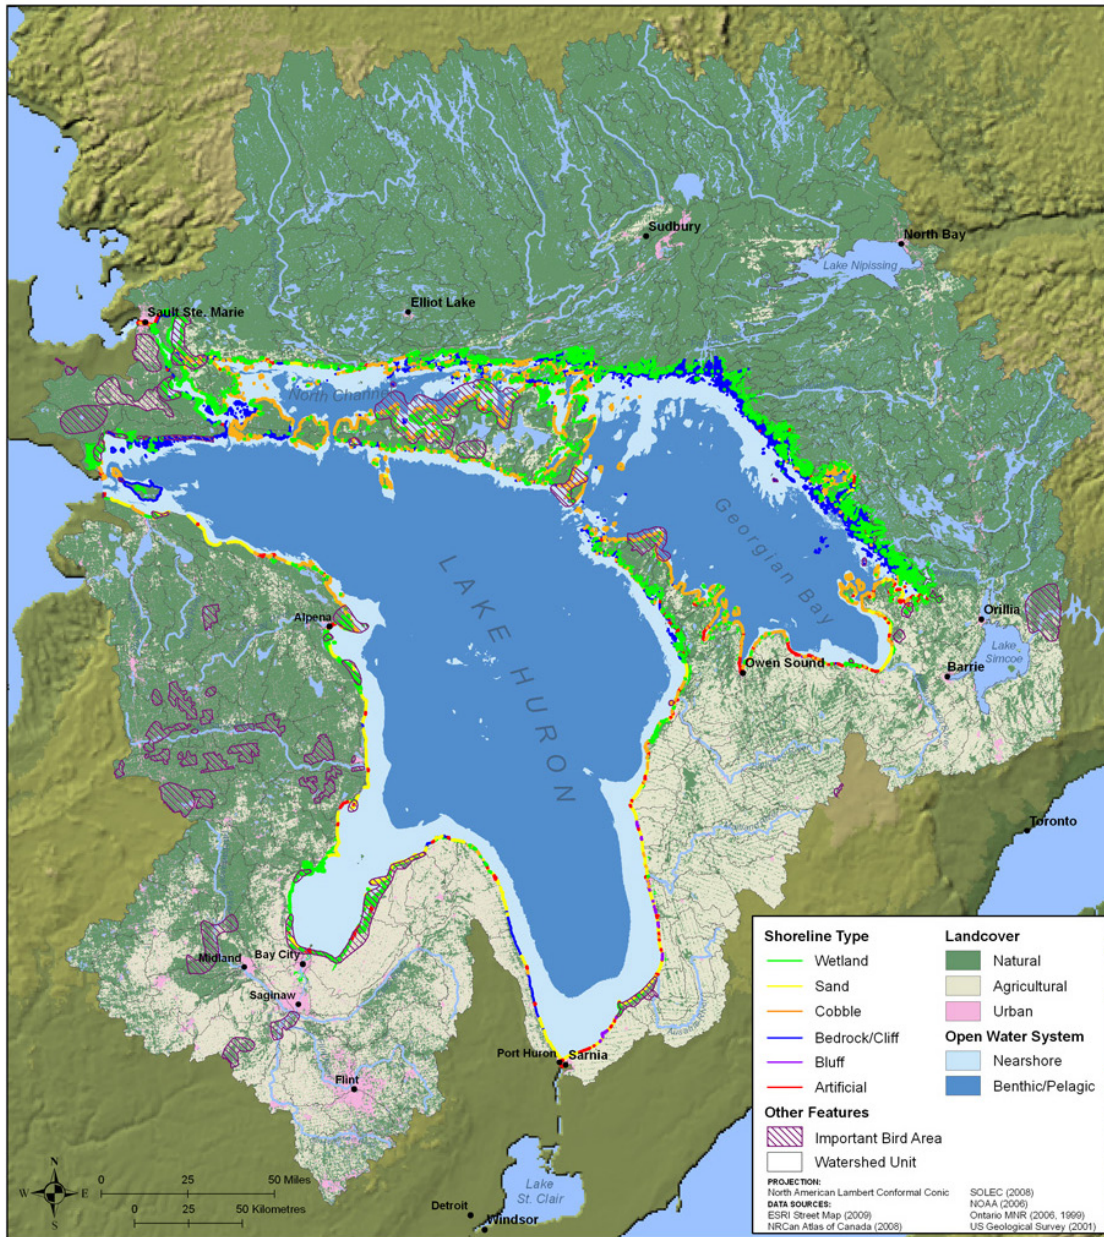 Sudbury
North Bay
Lake Nipissing
Elliot Lake
Sault Ste. Marie
North Channel
Georgian Bay
LAKE HURON
Alpena
Orillia
Lake
Simcoe
Owen Sound
Barrie
Toronto
Midland
Bay City
Saginaw
Flint
Port Huron
Sarnia
Lake
St. Clair
Detroit
Windsor
N
W
E
S
0 25 50 Miles
0 25 50 Kilometres
Shoreline Type
Wetland
Sand
Cobble
Bedrock/Cliff
Bluff
Artificial
Other Features
Important Bird Area
Watershed Unit
Landcover
Natural
Agricultural
Urban
Open Water System
Nearshore
Benthic/Pelagic
PROJECTION:
North American Lambert Conformal Conic
DATA SOURCES:
ESRI Street Map (2009)
NRCan Atlas of Canada (2008)
SOLEC (2008)
NOAA (2006)
Ontario MNR (2006, 1999)
US Geological Survey (2001)